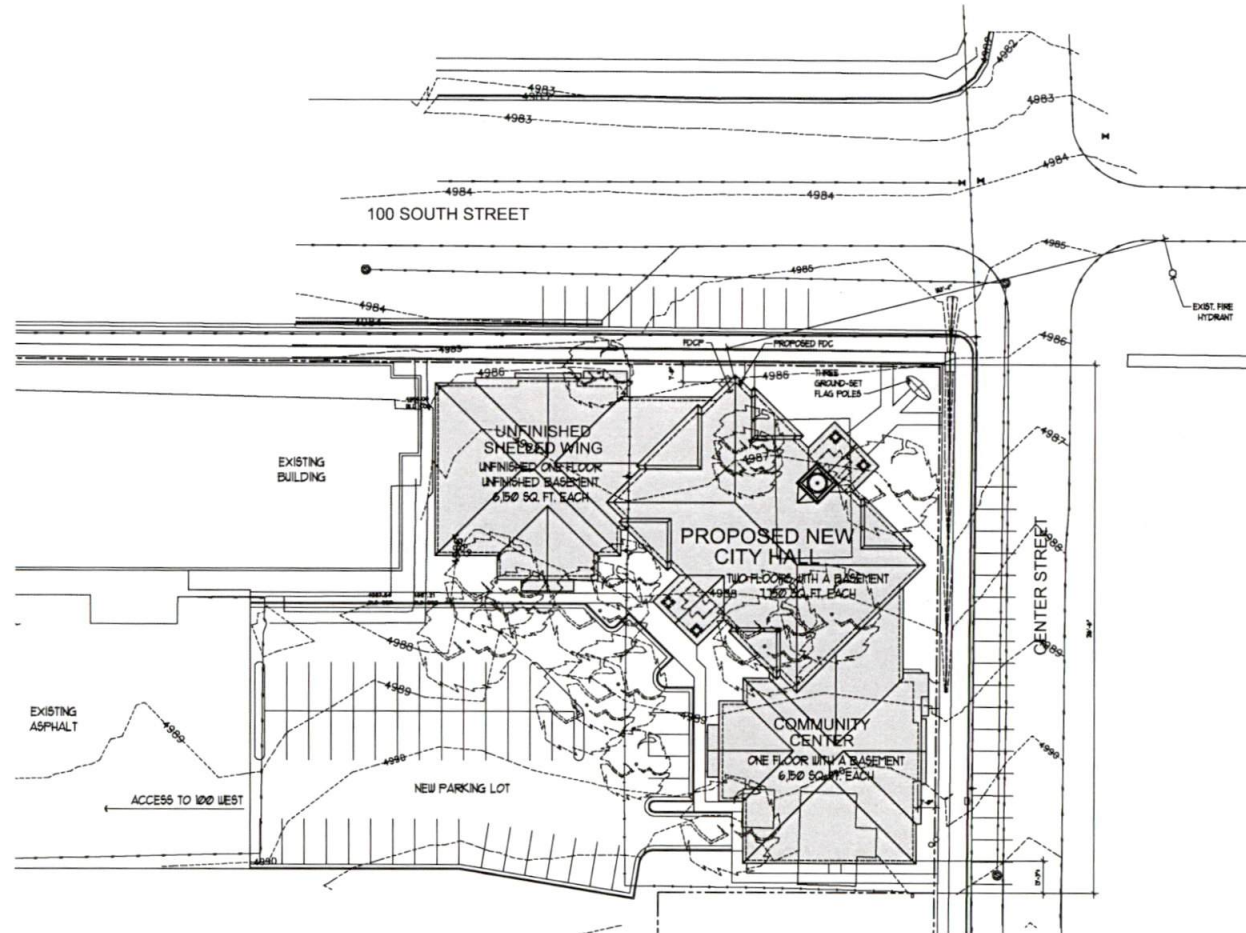 4982
4983
4983
4983
4984
4984
4984
100 SOUTH STREET
4985
4985
4984
4984
EXIST. FIRE
HYDRANT
4985
FDCP
PROPOSED FDC
4986
4986
4986
THREE
GROUND-SET
FLAG POLES
4987
UNFINISHED
SHELLED WING
UNFINISHED ONE FLOOR
UNFINISHED BASEMENT
6,150 SQ. FT. EACH
EXISTING
BUILDING
4987
4988
PROPOSED NEW
CITY HALL
TWO FLOORS WITH A BASEMENT
4988
SQ. FT. EACH
CENTER STREET
4988
4989
4989
4989
4989
EXISTING
ASPHALT
COMMUNITY
CENTER
ONE FLOOR WITH A BASEMENT
6,150 SQ. FT. EACH
4990
4990
NEW PARKING LOT
ACCESS TO 100 WEST
4990